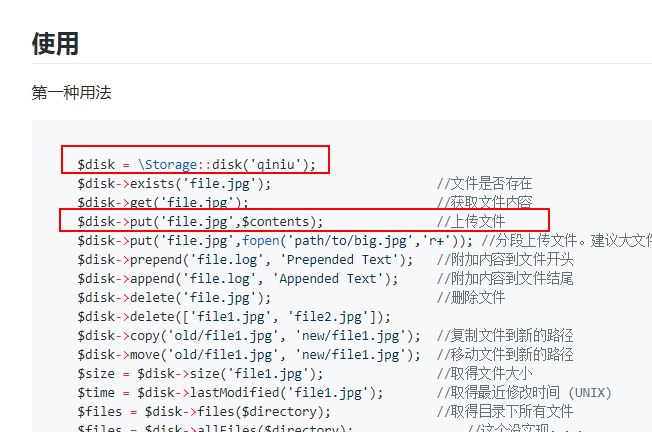 使用
第一种用法
$disk = \Storage::disk('qiniu');
$disk->exists('file.jpg'); //文件是否存在
$disk->get('file.jpg'); //获取文件内容
$disk->put('file.jpg',$contents); //上传文件
$disk->put('file.jpg',fopen('path/to/big.jpg','r+')); //分段上传文件。建议大文件
$disk->prepend('file.log', 'Prepended Text'); //附加内容到文件开头
$disk->append('file.log', 'Appended Text'); //附加内容到文件结尾
$disk->delete('file.jpg'); //删除文件
$disk->delete(['file1.jpg', 'file2.jpg']);
$disk->copy('old/file1.jpg', 'new/file1.jpg'); //复制文件到新的路径
$disk->move('old/file1.jpg', 'new/file1.jpg'); //移动文件到新的路径
$size = $disk->size('file1.jpg'); //取得文件大小
$time = $disk->lastModified('file1.jpg'); //取得最近修改时间 (UNIX)
$files = $disk->files($directory); //取得目录下所有文件
$files = $disk->allFiles($directory); //这个没实现...